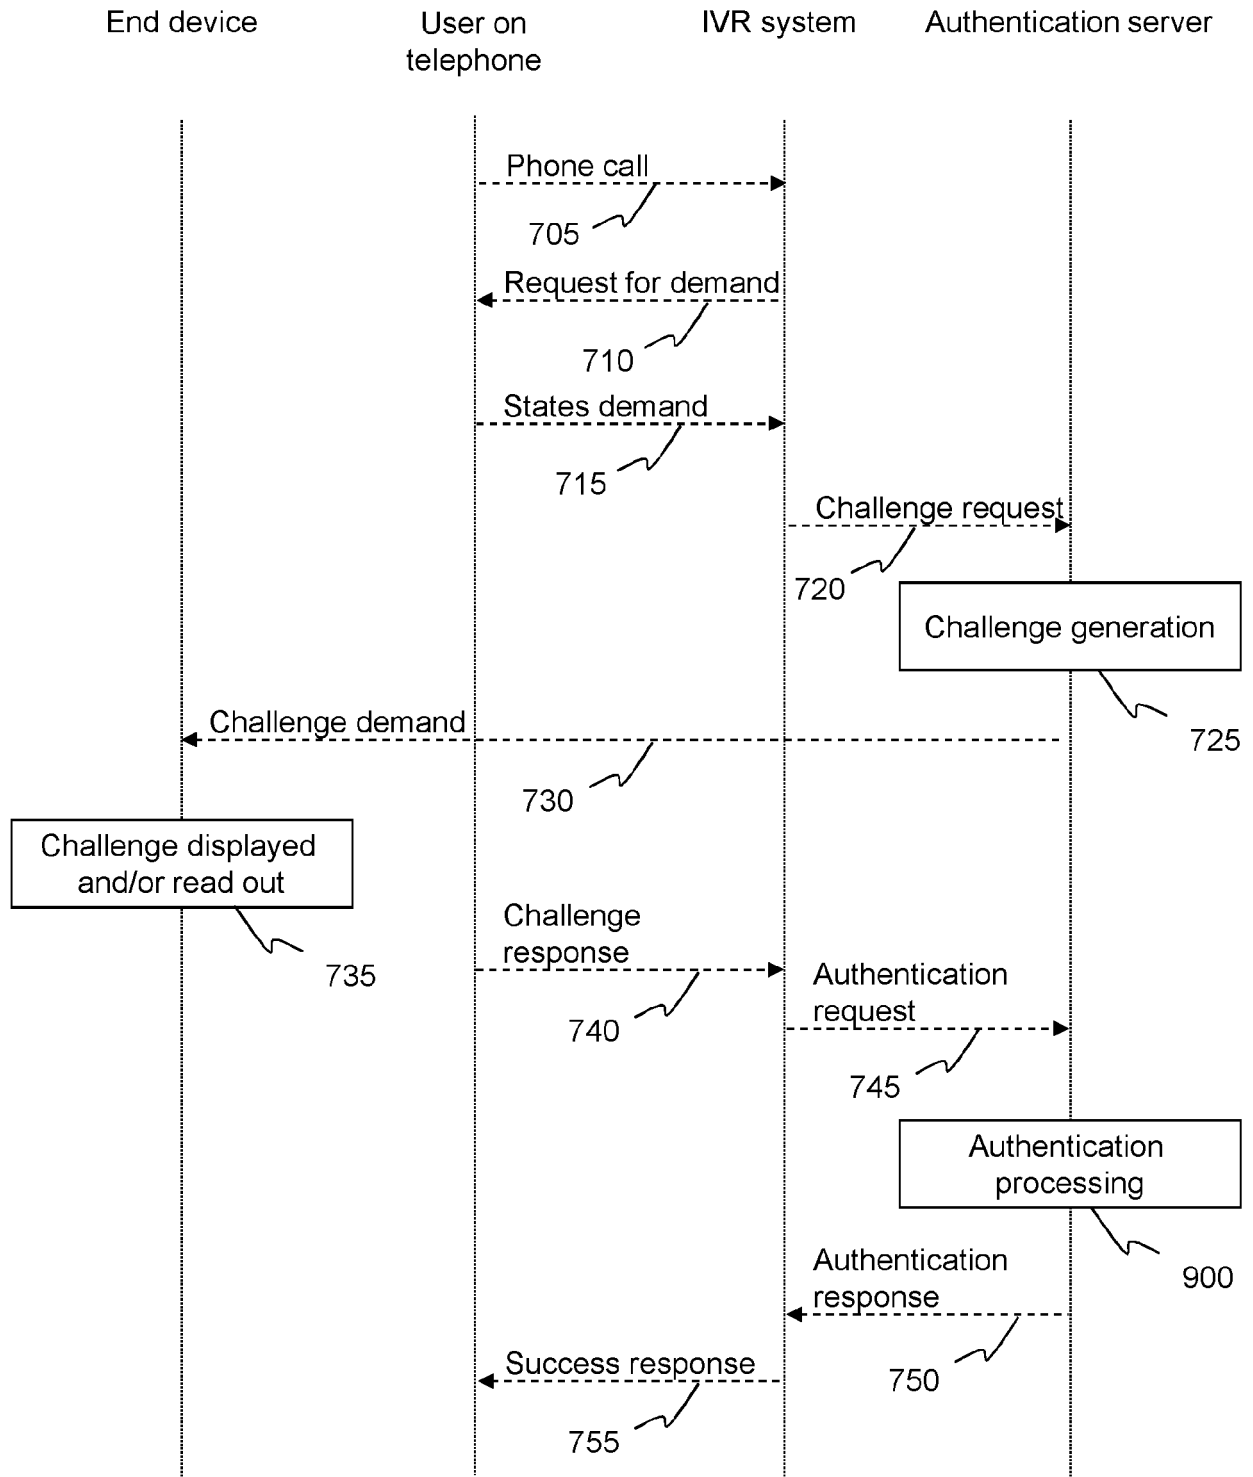 End device
User on
telephone
IVR system
Authentication server
Phone call
705
Request for demand
710
States demand
715
Challenge request
720
Challenge generation
725
Challenge demand
730
Challenge displayed
and/or read out
735
Challenge
response
740
Authentication
request
745
Authentication
processing
900
Authentication
response
750
Success response
755